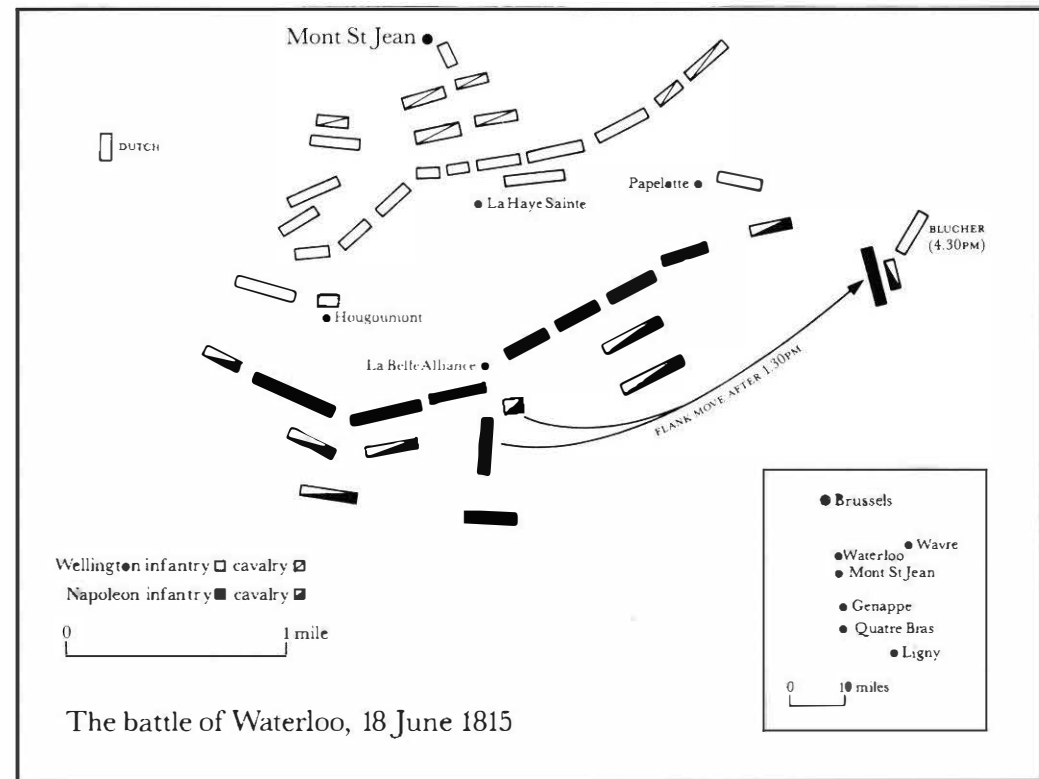 Mont St Jean
DUTCH
Papelotte
La Haye Sainte
BLUCHER
(4.30PM)
Hougoumont
La Belle Alliance
FLANK MOVE AFTER 1.30PM
Wellington infantry cavalry
Napoleon infantry cavalry
0 1 mile
The battle of Waterloo, 18 June 1815
Brussels
Wavre
Waterloo
Mont St Jean
Genappe
Quatre Bras
Ligny
0 10 miles